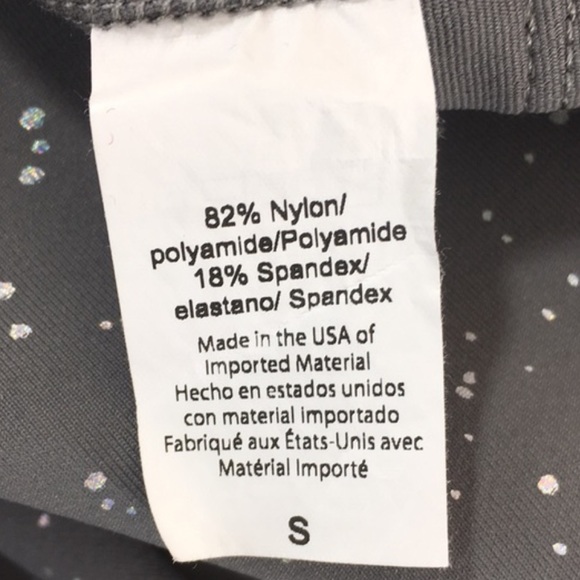 82% Nylon/
polyamide/Polyamide
18% Spandex/
elastano/ Spandex
Made in the USA of
Imported Material
Hecho en estados unidos
con material importado
Fabriqué aux États-Unis avec
Matérial Importé
S